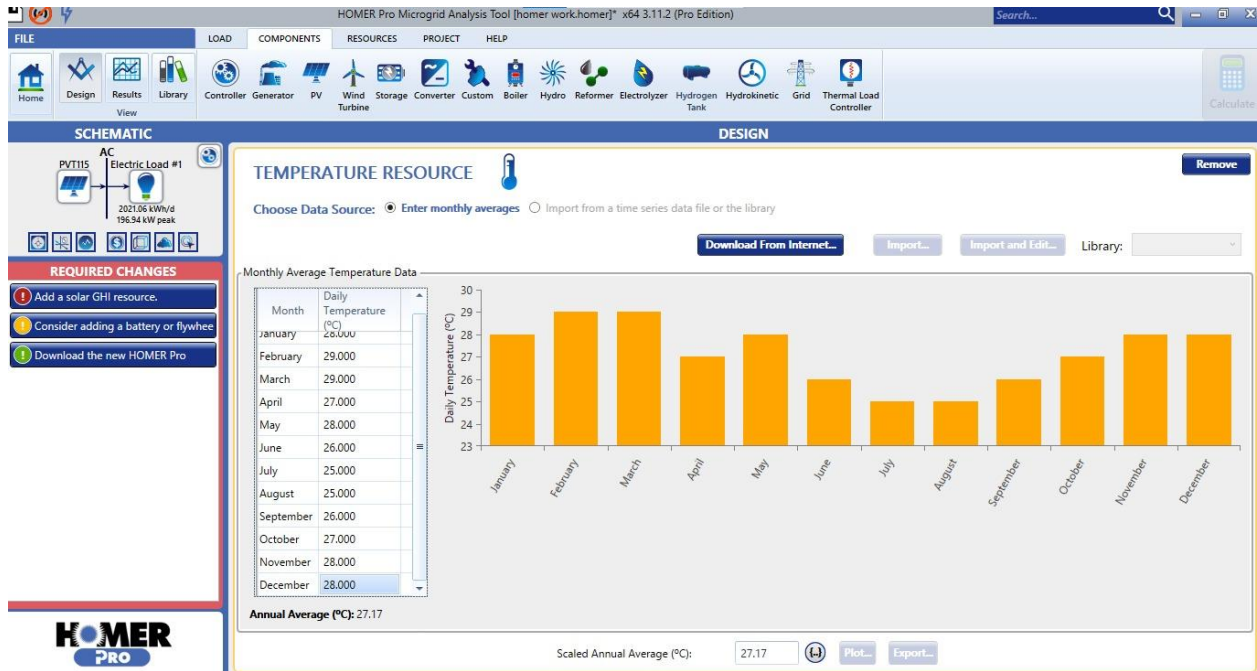 HOMER Pro Microgrid Analysis Tool [homer work.homer]* x64 3.11.2 (Pro Edition)
Search...
FILE
LOAD COMPONENTS RESOURCES PROJECT HELP
Home
Design Results Library
View
Controller Generator PV Wind Turbine Storage Converter Custom Boiler Hydro Reformer Electrolyzer Hydrogen Tank Hydrokinetic Grid Thermal Load Controller
Calculate
SCHEMATIC
DESIGN
AC
PVT115 Electric Load #1
2021.06 kWh/d
196.94 kW peak
REQUIRED CHANGES
Add a solar GHI resource.
Consider adding a battery or flywhee
Download the new HOMER Pro
HOMER
PRO
TEMPERATURE RESOURCE
Remove
Choose Data Source: Enter monthly averages Import from a time series data file or the library
Download From Internet... Import... Import and Edit... Library:
Monthly Average Temperature Data
Month Daily Temperature (ºC)
January 28.000
February 29.000
March 29.000
April 27.000
May 28.000
June 26.000
July 25.000
August 25.000
September 26.000
October 27.000
November 28.000
December 28.000
Daily Temperature (ºC)
30
29
28
27
26
25
24
23
January February March April May June July August September October November December
Annual Average (ºC): 27.17
Scaled Annual Average (ºC): 27.17 {..} Plot... Export...